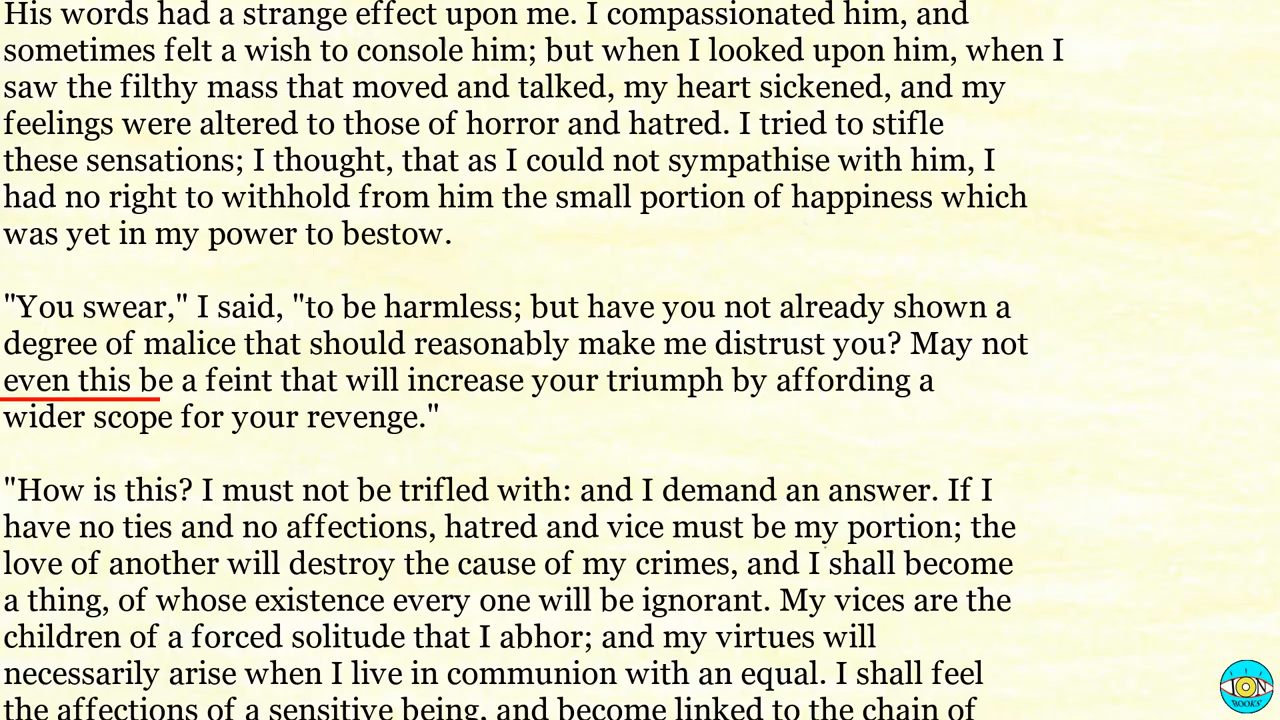 His words had a strange effect upon me. I compassionated him, and
sometimes felt a wish to console him; but when I looked upon him, when I
saw the filthy mass that moved and talked, my heart sickened, and my
feelings were altered to those of horror and hatred. I tried to stifle
these sensations; I thought, that as I could not sympathise with him, I
had no right to withhold from him the small portion of happiness which
was yet in my power to bestow.
"You swear," I said, "to be harmless; but have you not already shown a
degree of malice that should reasonably make me distrust you? May not
even this be a feint that will increase your triumph by affording a
wider scope for your revenge."
"How is this? I must not be trifled with: and I demand an answer. If I
have no ties and no affections, hatred and vice must be my portion; the
love of another will destroy the cause of my crimes, and I shall become
a thing, of whose existence every one will be ignorant. My vices are the
children of a forced solitude that I abhor; and my virtues will
necessarily arise when I live in communion with an equal. I shall feel
the affections of a sensitive being, and become linked to the chain of
ION
BOOKS